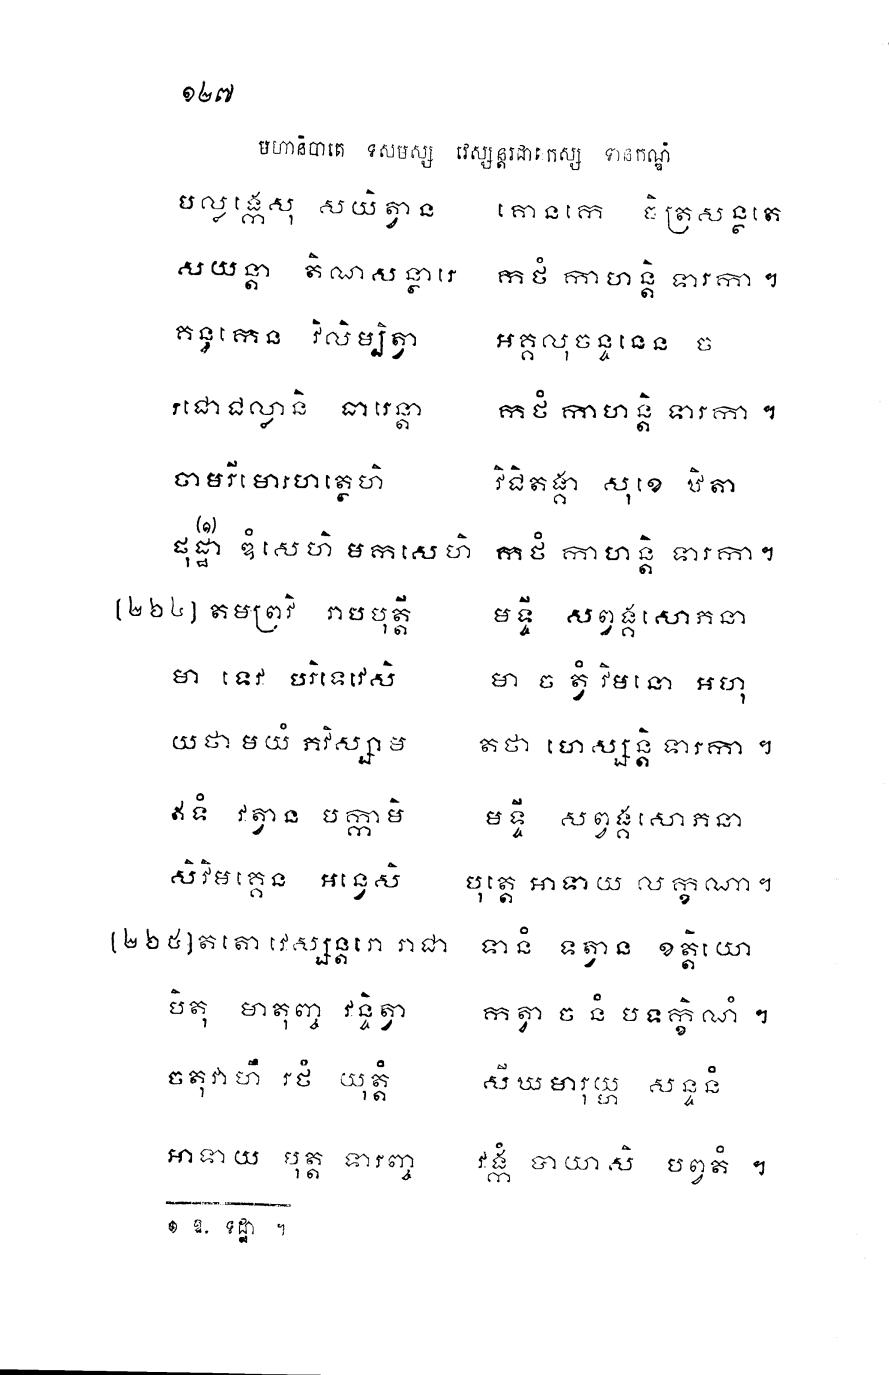 ១២៧
មហានិបាតេ ទសមស្ស វេស្សន្តរជាតកស្ស ទានកណ្ឌំ
បល្លង្កេសុ សយិត្វាន គោនកេ ចិត្រសន្ថតេ
សយន្តា តិណសន្ថារេ កថំ កាហន្តិ ទារកា ។
គន្ធកេន វិលិម្បិត្វា អគ្គលុចន្ទនេន ច
រជោជល្លានិ ធារេន្តា កថំ កាហន្តិ ទារកា ។
ចាមរីមោរហត្ថេហិ វិជិតង្គា សុខេ ឋិតា
ផុដ្ឋា (១) ឌំសេហិ មកសេហិ កថំ កាហន្តិ ទារកា ។
[២៦៤] តមព្រវិ រាជបុត្តី មទ្ទី សព្វង្គសោភនា
មា ទេវ បរិទេវេសិ មា ច ត្វំ វិមនោ អហុ
យថា មយំ ភវិស្សាម តថា ហេស្សន្តិ ទារកា ។
ឥទំ វត្វាន បក្កាមិ មទ្ទី សព្វង្គសោភនា
សិវិមគ្គេន អន្វេសិ បុត្តេ អាទាយ លក្ខណា ។
[២៦៥] តតោ វេស្សន្តរោ រាជា ទានំ ទត្វាន ខត្តិយោ
បិតុ មាតុញ្ច វន្ទិត្វា កត្វា ច នំ បទក្ខិណំ ។
ចតុវាហឹ រថំ យុត្តំ សីឃមារុយ្ហ សន្ទនំ
អាទាយ បុត្ត ទារញ្ច វង្កំ បាយាសិ បព្វតំ ។
១ ឱ. ទដ្ឋា ។